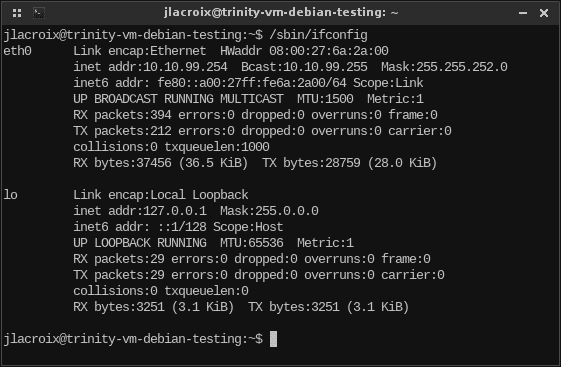 jlacroix@trinity-vm-debian-testing: ~
jlacroix@trinity-vm-debian-testing:~$ /sbin/ifconfig
eth0      Link encap:Ethernet  HWaddr 08:00:27:6a:2a:00
          inet addr:10.10.99.254  Bcast:10.10.99.255  Mask:255.255.252.0
          inet6 addr: fe80::a00:27ff:fe6a:2a00/64 Scope:Link
          UP BROADCAST RUNNING MULTICAST  MTU:1500  Metric:1
          RX packets:394 errors:0 dropped:0 overruns:0 frame:0
          TX packets:212 errors:0 dropped:0 overruns:0 carrier:0
          collisions:0 txqueuelen:1000
          RX bytes:37456 (36.5 KiB)  TX bytes:28759 (28.0 KiB)

lo        Link encap:Local Loopback
          inet addr:127.0.0.1  Mask:255.0.0.0
          inet6 addr: ::1/128 Scope:Host
          UP LOOPBACK RUNNING  MTU:65536  Metric:1
          RX packets:29 errors:0 dropped:0 overruns:0 frame:0
          TX packets:29 errors:0 dropped:0 overruns:0 carrier:0
          collisions:0 txqueuelen:0
          RX bytes:3251 (3.1 KiB)  TX bytes:3251 (3.1 KiB)

jlacroix@trinity-vm-debian-testing:~$